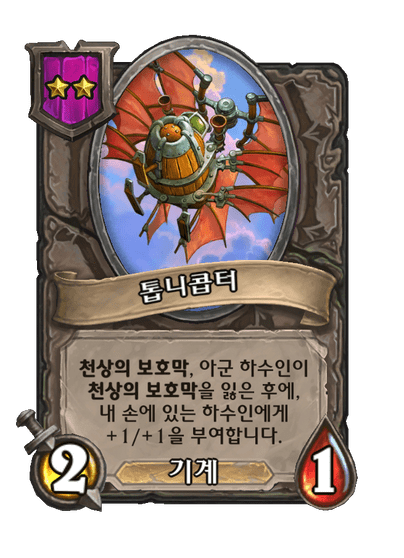 톱니콥터
천상의 보호막, 아군 하수인이
천상의 보호막을 잃은 후에,
내 손에 있는 하수인에게
+1/+1을 부여합니다.
2
기계
1